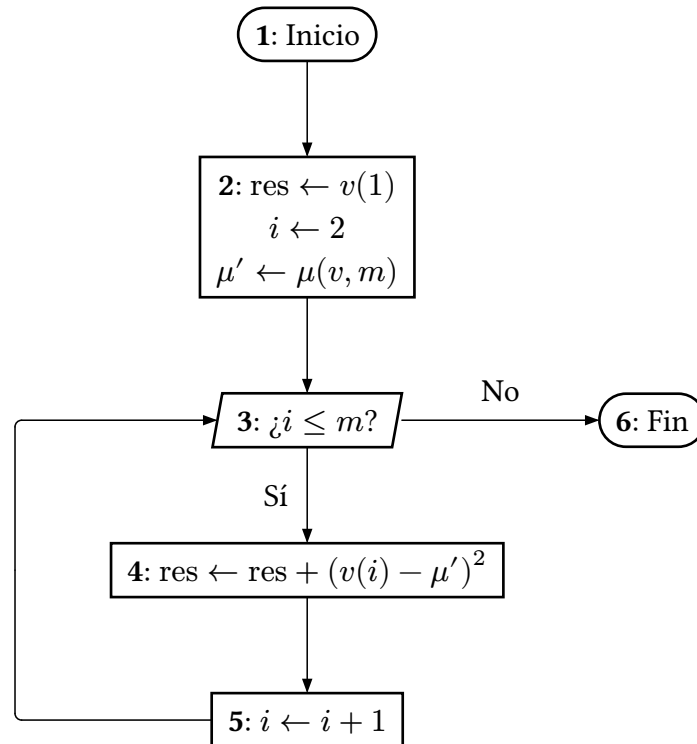 1: Inicio
2: res ← v(1)
i ← 2
μ′ ← μ(v, m)
3: ¿i ≤ m?
No
6: Fin
Sí
4: res ← res + (v(i) − μ′)²
5: i ← i + 1